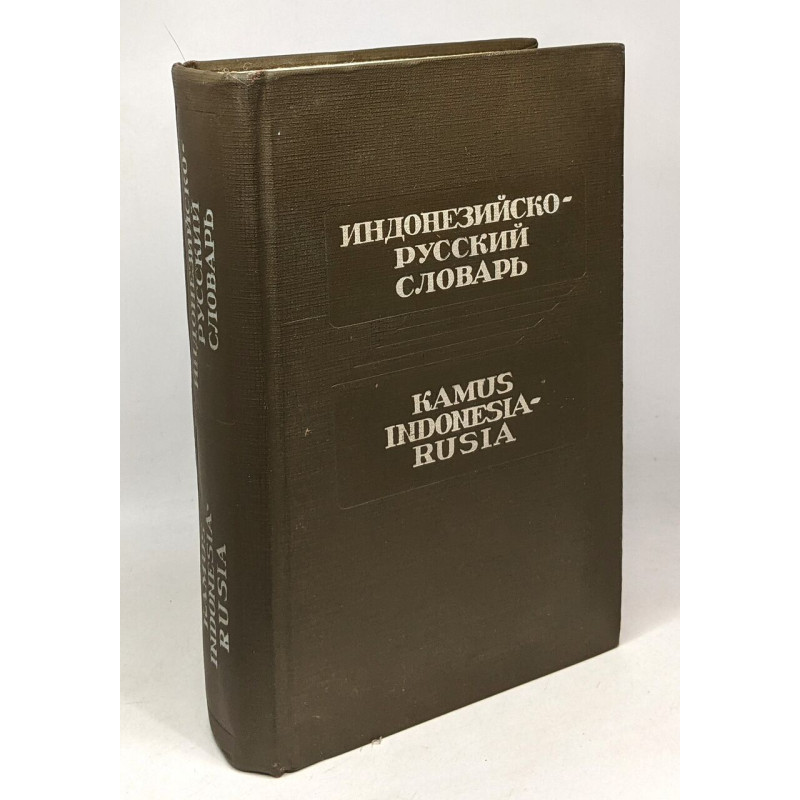 ИНДОНЕЗИЙСКО-
РУССКИЙ
СЛОВАРЬ
KAMUS
INDONESIA-
RUSIA
ИНДОНЕЗИЙСКО-
РУССКИЙ
СЛОВАРЬ
KAMUS
INDONESIA-
RUSIA